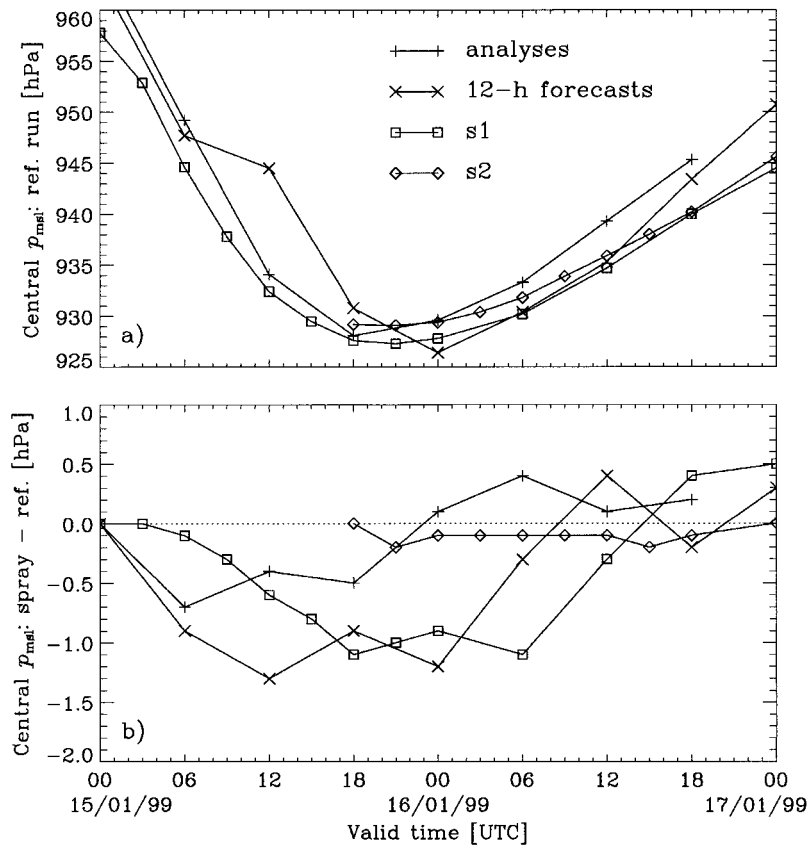 960
955
950
945
940
935
930
925
Central pmsl: ref. run [hPa]
analyses
12-h forecasts
s1
s2
a)
1.0
0.5
0.0
-0.5
-1.0
-1.5
-2.0
Central pmsl: spray - ref. [hPa]
b)
00 06 12 18 00 06 12 18 00
15/01/99 16/01/99 17/01/99
Valid time [UTC]